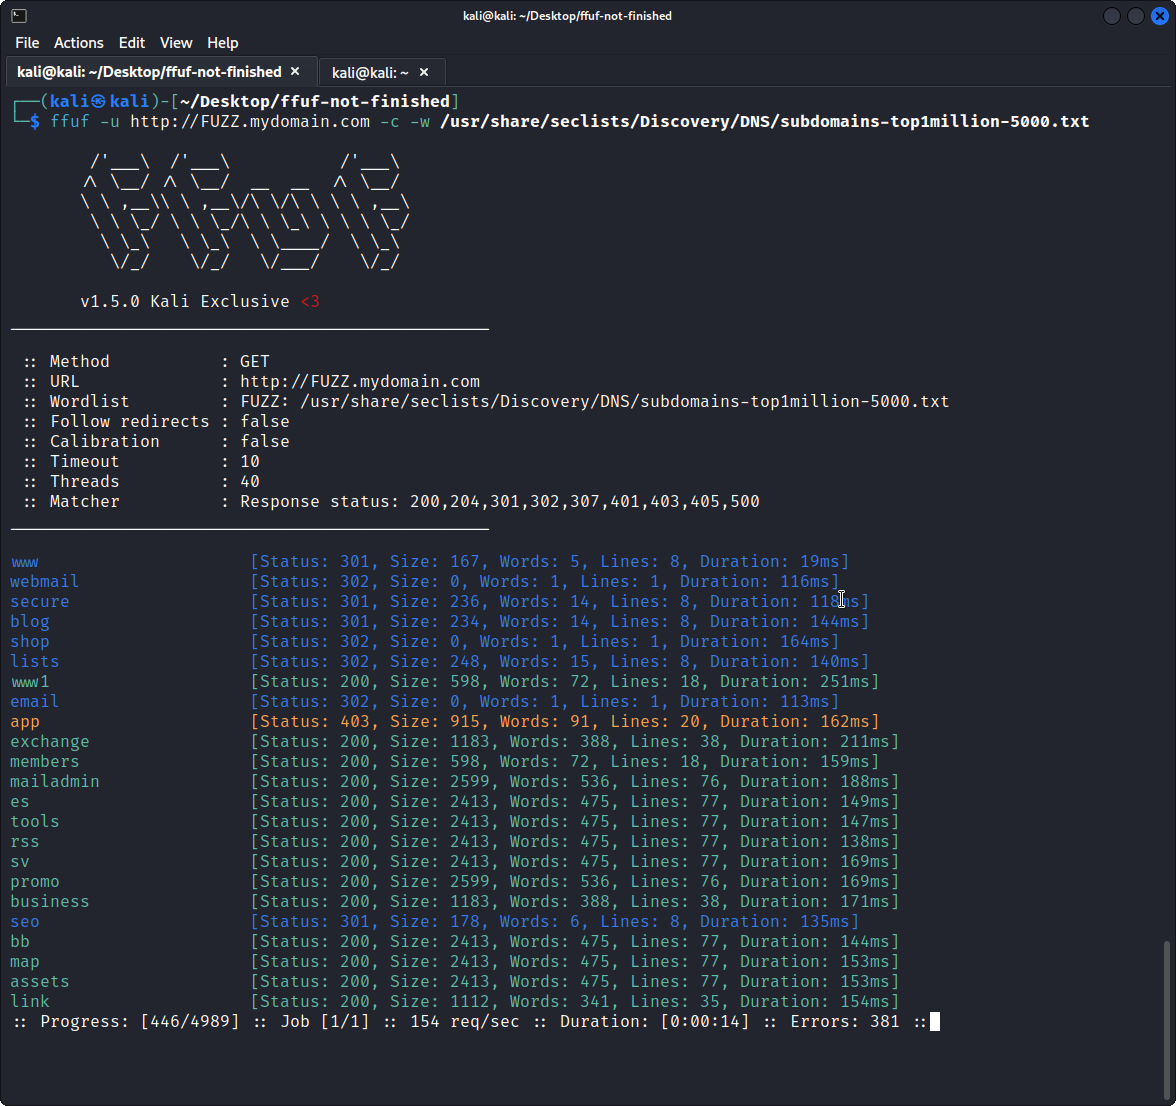 kali@kali: ~/Desktop/ffuf-not-finished
File Actions Edit View Help
kali@kali: ~/Desktop/ffuf-not-finished × kali@kali: ~ ×
┌──(kali㉿kali)-[~/Desktop/ffuf-not-finished]
└─$ ffuf -u http://FUZZ.mydomain.com -c -w /usr/share/seclists/Discovery/DNS/subdomains-top1million-5000.txt
        /'___\  /'___\           /'___\
       /\ \__/ /\ \__/  __  __  /\ \__/
       \ \ ,__\\ \ ,__\/\ \/\ \ \ \ ,__\
        \ \ \_/ \ \ \_/\ \ \_\ \ \ \ \_/
         \ \_\   \ \_\  \ \____/  \ \_\
          \/_/    \/_/   \/___/    \/_/
v1.5.0 Kali Exclusive <3
________________________________________________
:: Method : GET
:: URL : http://FUZZ.mydomain.com
:: Wordlist : FUZZ: /usr/share/seclists/Discovery/DNS/subdomains-top1million-5000.txt
:: Follow redirects : false
:: Calibration : false
:: Timeout : 10
:: Threads : 40
:: Matcher : Response status: 200,204,301,302,307,401,403,405,500
________________________________________________
www [Status: 301, Size: 167, Words: 5, Lines: 8, Duration: 19ms]
webmail [Status: 302, Size: 0, Words: 1, Lines: 1, Duration: 116ms]
secure [Status: 301, Size: 236, Words: 14, Lines: 8, Duration: 118ms]
blog [Status: 301, Size: 234, Words: 14, Lines: 8, Duration: 144ms]
shop [Status: 302, Size: 0, Words: 1, Lines: 1, Duration: 164ms]
lists [Status: 302, Size: 248, Words: 15, Lines: 8, Duration: 140ms]
www1 [Status: 200, Size: 598, Words: 72, Lines: 18, Duration: 251ms]
email [Status: 302, Size: 0, Words: 1, Lines: 1, Duration: 113ms]
app [Status: 403, Size: 915, Words: 91, Lines: 20, Duration: 162ms]
exchange [Status: 200, Size: 1183, Words: 388, Lines: 38, Duration: 211ms]
members [Status: 200, Size: 598, Words: 72, Lines: 18, Duration: 159ms]
mailadmin [Status: 200, Size: 2599, Words: 536, Lines: 76, Duration: 188ms]
es [Status: 200, Size: 2413, Words: 475, Lines: 77, Duration: 149ms]
tools [Status: 200, Size: 2413, Words: 475, Lines: 77, Duration: 147ms]
rss [Status: 200, Size: 2413, Words: 475, Lines: 77, Duration: 138ms]
sv [Status: 200, Size: 2413, Words: 475, Lines: 77, Duration: 169ms]
promo [Status: 200, Size: 2599, Words: 536, Lines: 76, Duration: 169ms]
business [Status: 200, Size: 1183, Words: 388, Lines: 38, Duration: 171ms]
seo [Status: 301, Size: 178, Words: 6, Lines: 8, Duration: 135ms]
bb [Status: 200, Size: 2413, Words: 475, Lines: 77, Duration: 144ms]
map [Status: 200, Size: 2413, Words: 475, Lines: 77, Duration: 153ms]
assets [Status: 200, Size: 2413, Words: 475, Lines: 77, Duration: 153ms]
link [Status: 200, Size: 1112, Words: 341, Lines: 35, Duration: 154ms]
:: Progress: [446/4989] :: Job [1/1] :: 154 req/sec :: Duration: [0:00:14] :: Errors: 381 ::